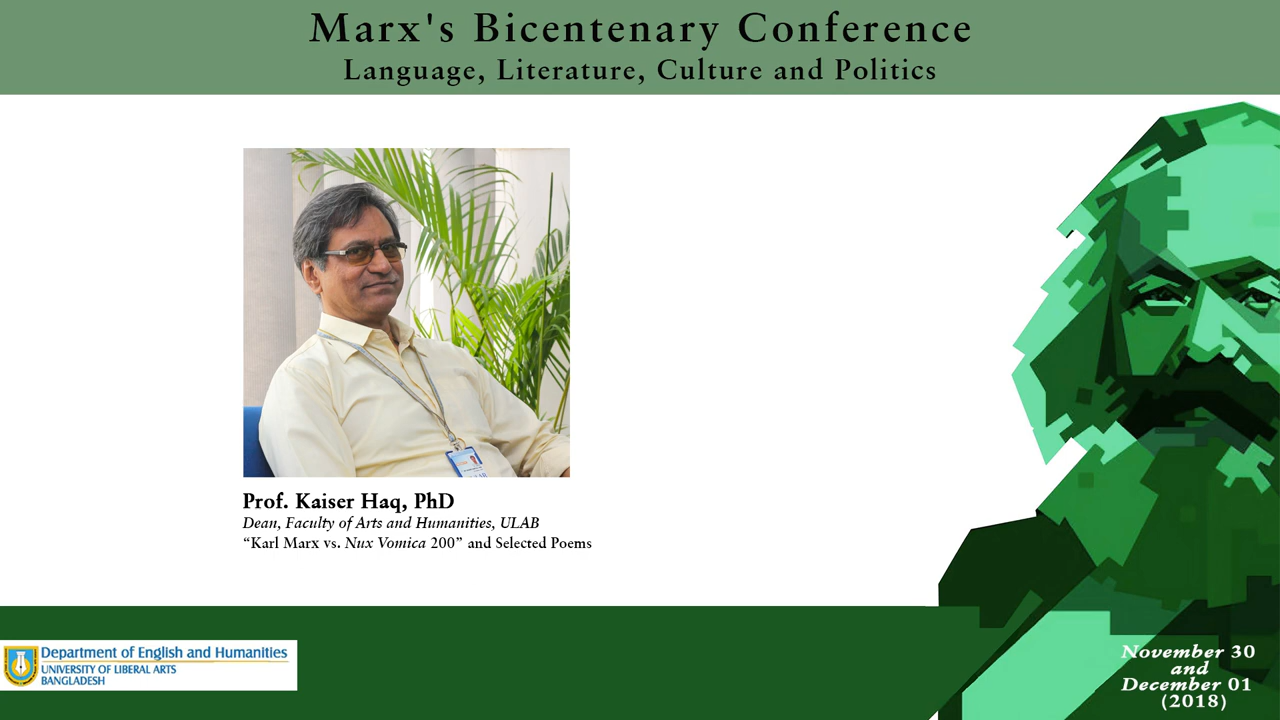 Marx's Bicentenary Conference
Language, Literature, Culture and Politics
Prof. Kaiser Haq, PhD
Dean, Faculty of Arts and Humanities, ULAB
“Karl Marx vs. Nux Vomica 200” and Selected Poems
Department of English and Humanities
UNIVERSITY OF LIBERAL ARTS
BANGLADESH
November 30
and
December 01
(2018)